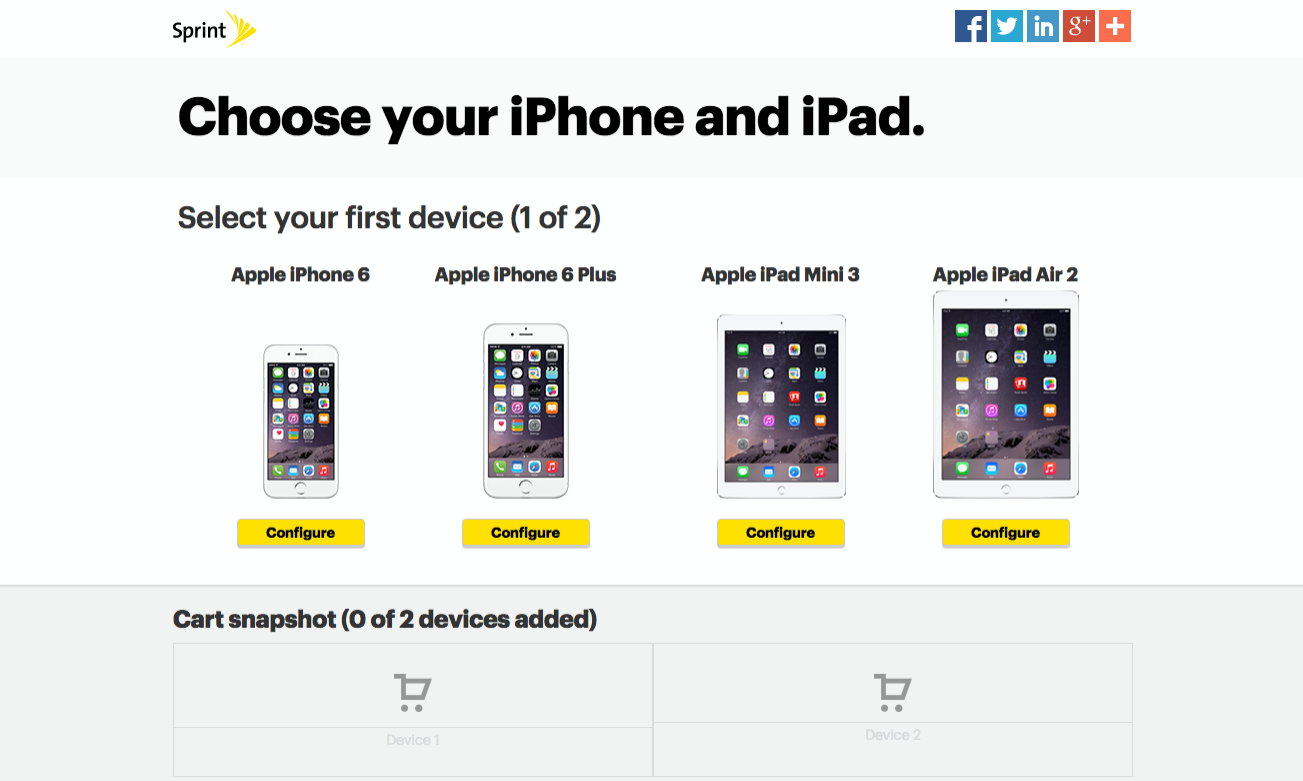 Sprint
f
in
g+
+
Choose your iPhone and iPad.
Select your first device (1 of 2)
Apple iPhone 6
Apple iPhone 6 Plus
Apple iPad Mini 3
Apple iPad Air 2
Configure
Configure
Configure
Configure
Cart snapshot (0 of 2 devices added)
Device 1
Device 2